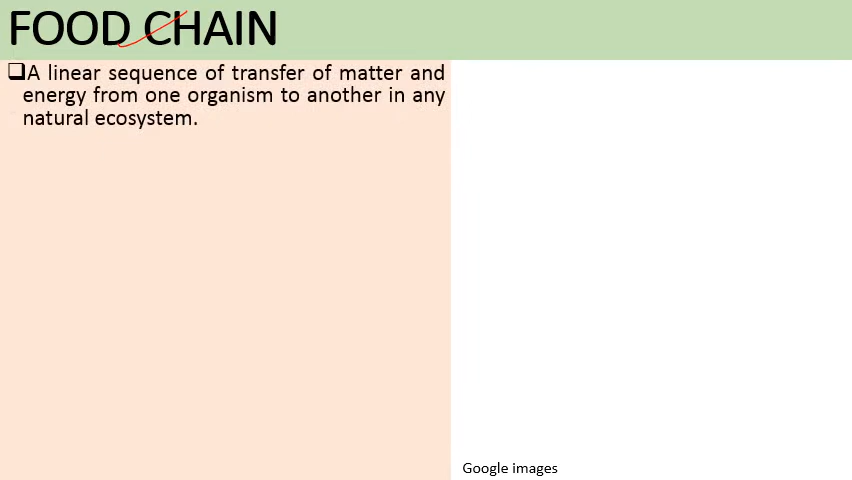 FOOD CHAIN
❑A linear sequence of transfer of matter and
energy from one organism to another in any
natural ecosystem.
Google images